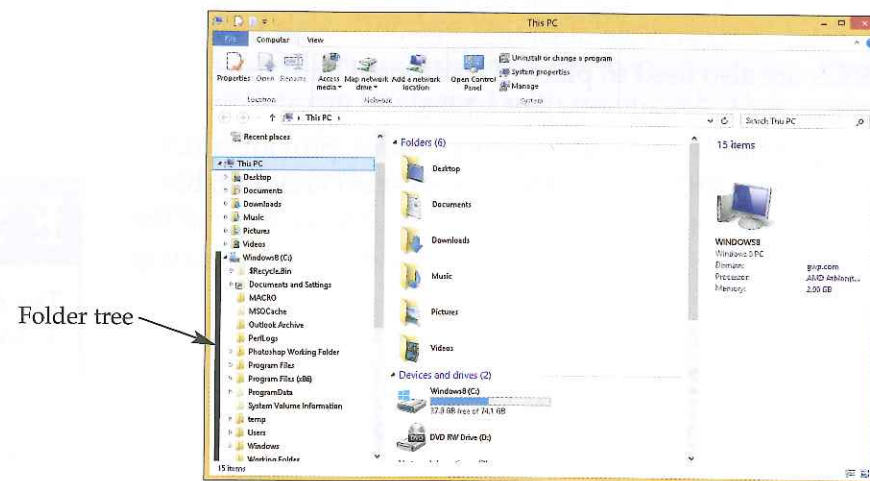 This PC
File Computer View
Properties Open Rename Access media Map network drive Add a network location Open Control Panel Uninstall or change a program
System properties
Manage
Location Network System
This PC Search This PC
Recent places
This PC
Desktop
Documents
Downloads
Music
Pictures
Videos
Windows8 (C:)
$Recycle.Bin
Documents and Settings
MACRO
MSOCache
Outlook Archive
PerfLogs
Photoshop Working Folder
Program Files
Program Files (x86)
ProgramData
System Volume Information
temp
Users
Windows
Working Folder
15 items
Folders (6)
Desktop
Documents
Downloads
Music
Pictures
Videos
Devices and drives (2)
Windows8 (C:)
37.8 GB free of 74.1 GB
DVD RW Drive (D:)
15 items
WINDOWS8
Windows 8 PC
Domain: gwp.com
Processor: AMD Athlon(t...
Memory: 2.00 GB
Folder tree